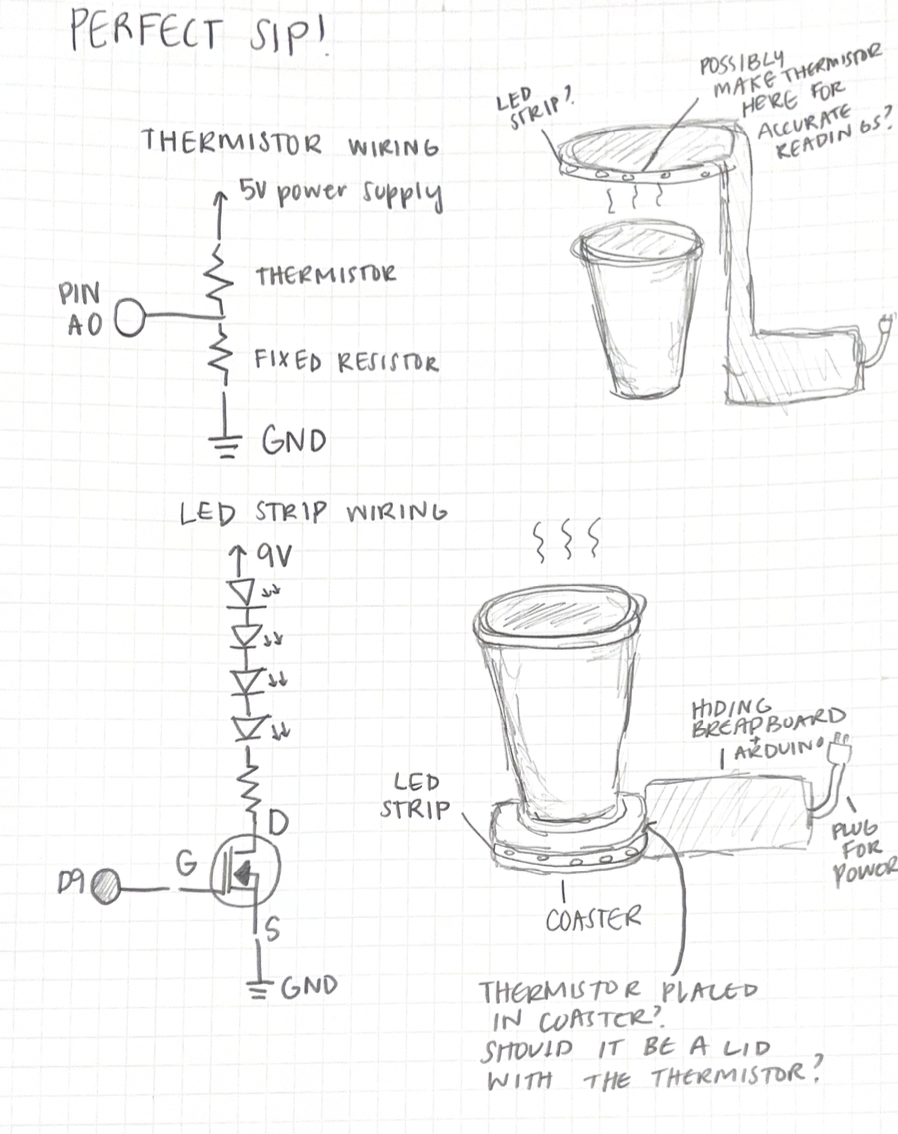 PERFECT SIP!
THERMISTOR WIRING
5V power supply
THERMISTOR
PIN
A0
FIXED RESISTOR
GND
LED
STRIP?
POSSIBLY
MAKE THERMISTOR
HERE FOR
ACCURATE
READINGS?
LED STRIP WIRING
9V
D
G
D9
S
GND
LED
STRIP
HIDING
BREADBOARD
+
ARDUINO
PLUG
FOR
POWER
COASTER
THERMISTOR PLACED
IN COASTER?
SHOULD IT BE A LID
WITH THE THERMISTOR?